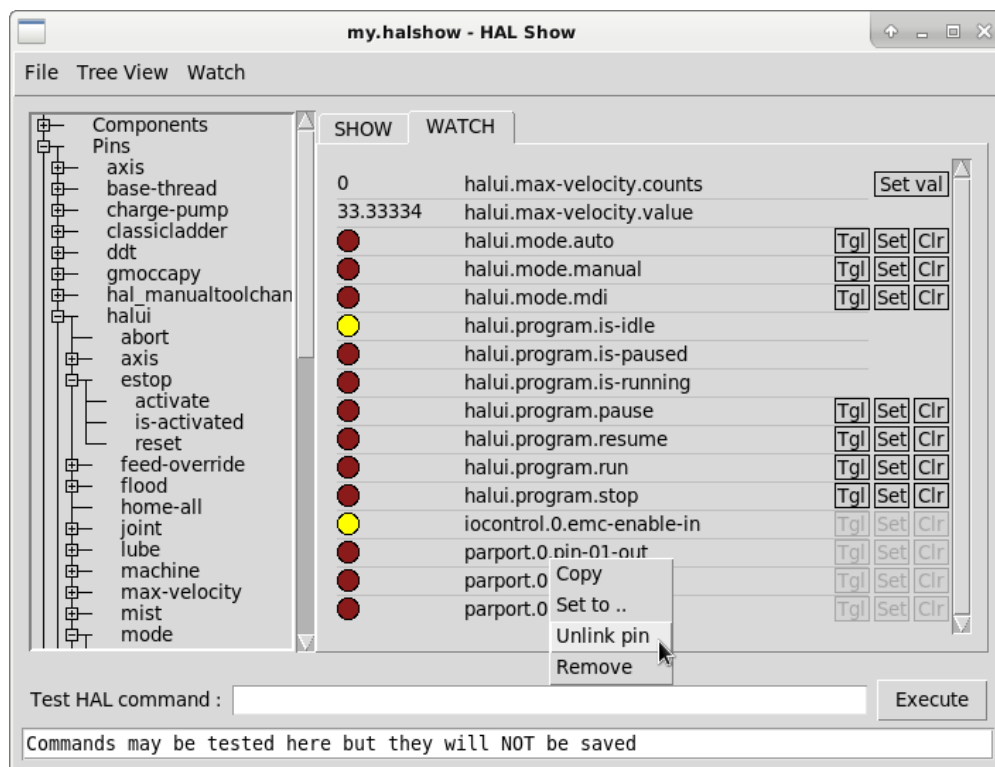 my.halshow - HAL Show
File Tree View Watch
Components
Pins
axis
base-thread
charge-pump
classicladder
ddt
gmoccapy
hal_manualtoolchan
halui
abort
axis
estop
activate
is-activated
reset
feed-override
flood
home-all
joint
lube
machine
max-velocity
mist
mode
SHOW WATCH
0 halui.max-velocity.counts Set val
33.33334 halui.max-velocity.value
halui.mode.auto Tgl Set Clr
halui.mode.manual Tgl Set Clr
halui.mode.mdi Tgl Set Clr
halui.program.is-idle
halui.program.is-paused
halui.program.is-running
halui.program.pause Tgl Set Clr
halui.program.resume Tgl Set Clr
halui.program.run Tgl Set Clr
halui.program.stop Tgl Set Clr
iocontrol.0.emc-enable-in Tgl Set Clr
parport.0.pin-01-out Tgl Set Clr
parport.0 Tgl Set Clr
parport.0 Tgl Set Clr
Copy
Set to ..
Unlink pin
Remove
Test HAL command : Execute
Commands may be tested here but they will NOT be saved